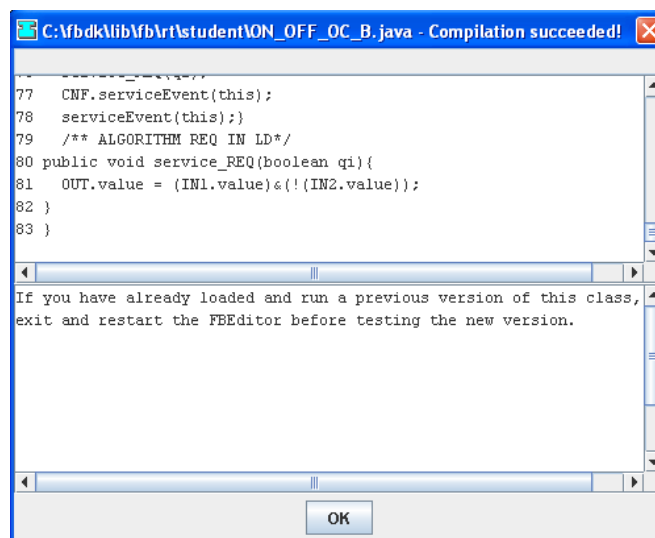 C:\fbdk\lib\fb\rt\student\ON_OFF_OC_B.java - Compilation succeeded!
77 CNF.serviceEvent(this);
78 serviceEvent(this);}
79 /** ALGORITHM REQ IN LD*/
80 public void service_REQ(boolean qi){
81 OUT.value = (IN1.value)&(!(IN2.value));
82 }
83 }
If you have already loaded and run a previous version of this class,
exit and restart the FBEditor before testing the new version.
OK